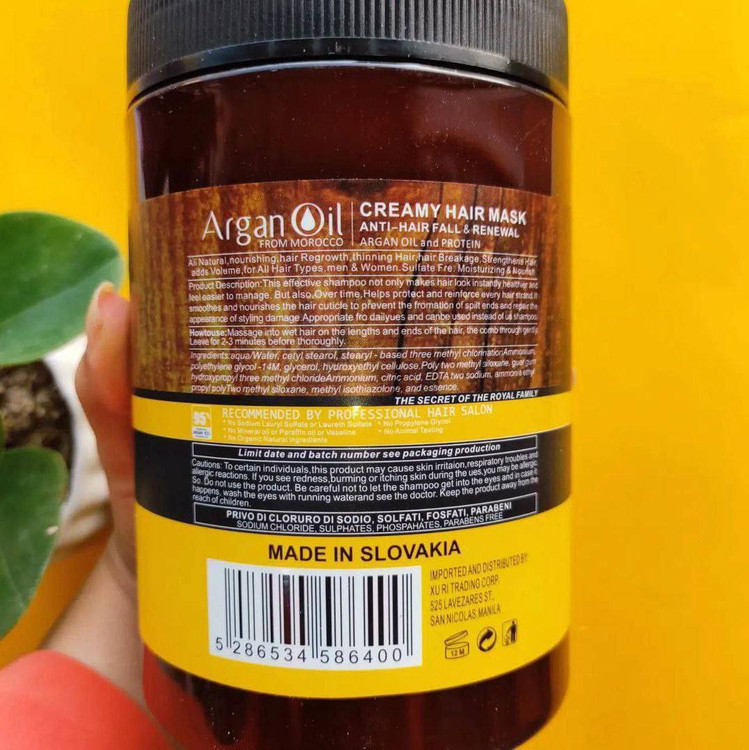 Argan Oil
FROM MOROCCO
CREAMY HAIR MASK
ANTI-HAIR FALL & RENEWAL
ARGAN OIL and PROTEIN
All Natural,nourishing,hair Regrowth,thinning Hair,hair Breakage,Strengthens Hair,
adds Volume,for All Hair Types,men & Women.Sulfate Fre: Moisturizing & Nourish
Product Description:This effective shampoo not only makes hair look instantly healthier and
feel easier to manage. But also,Over time,Helps protect and reinforce every hair strand.It
smoothes and nourishes the hair cuticle to prevent the fromation of spilt ends and repair the
appearance of styling damage.Appropriate fro dailyues and canbe used instead of us shampoo.
Howtouse:Massage into wet hair on the lengths and ends of the hair, the comb through gently.
Leave for 2-3 minutes before thoroughly.
Ingredients:aqua/Water, cetyl stearol, stearyl - based three methyl chlorinationAmmonium,
polyethylene glycol -14M, glycerol, hydroxyethyl cellulose.Poly two methyl siloxane, guar gum
hydroxypropyl three methyl chlorideAmmonium, citric acid, EDTA two sodium, ammonia ethyl
propyl polyTwo methyl siloxane, methyl isothiazolone, and essence.
THE SECRET OF THE ROYAL FAMILY
95%
RECOMMENDED BY PROFESSIONAL HAIR SALON
• No Sodium Lauryl Sulfate or Laureth Sulfate • No Propylene Glycol
• No Mineral oil or Paraffin oil or Vaseline • No Animal Testing
• No Organic Natural Ingredients
Limit date and batch number see packaging production
Cautions: To certain individuals,this product may cause skin irritaion,respiratory troubles and
allergic reactions. If you see redness,burning or itching skin during the ues,you may be allergic.
So. Do not use the product. Be careful not to let the shampoo get into the eyes and in case it
happens, wash the eyes with running waterand see the doctor. Keep the product away from the
reach of children.
PRIVO DI CLORURO DI SODIO, SOLFATI, FOSFATI, PARABENI
SODIUM CHLORIDE, SULPHATES, PHOSPAHATES, PARABENS FREE
MADE IN SLOVAKIA
IMPORTED AND DISTRIBUTED BY:
XU RI TRADING CORP.
525 LAVEZARES ST.,
SAN NICOLAS,MANILA
5 286534 586400
12 M